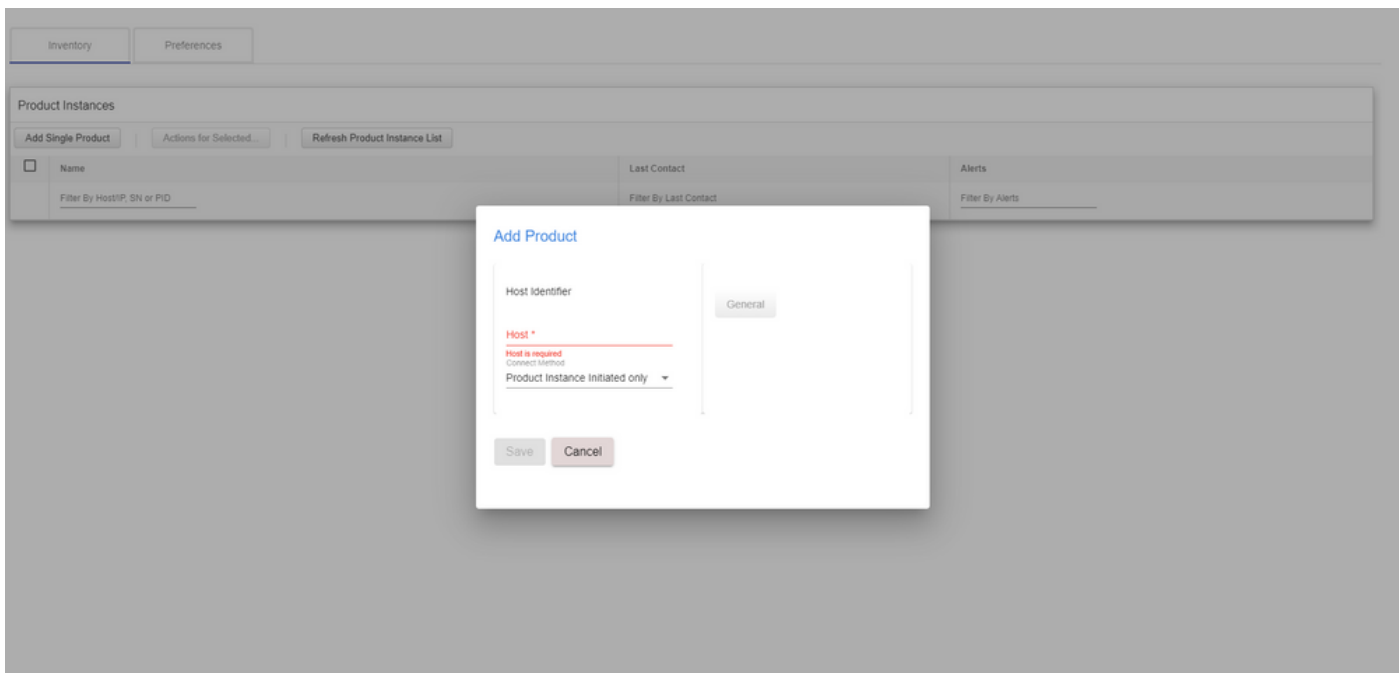 Inventory Preferences
Product Instances
Add Single Product Actions for Selected... Refresh Product Instance List
Name Last Contact Alerts
Filter By Host/IP, SN or PID Filter By Last Contact Filter By Alerts
Add Product
Host Identifier
General
Host *
Host is required
Connect Method
Product Instance Initiated only
Save Cancel